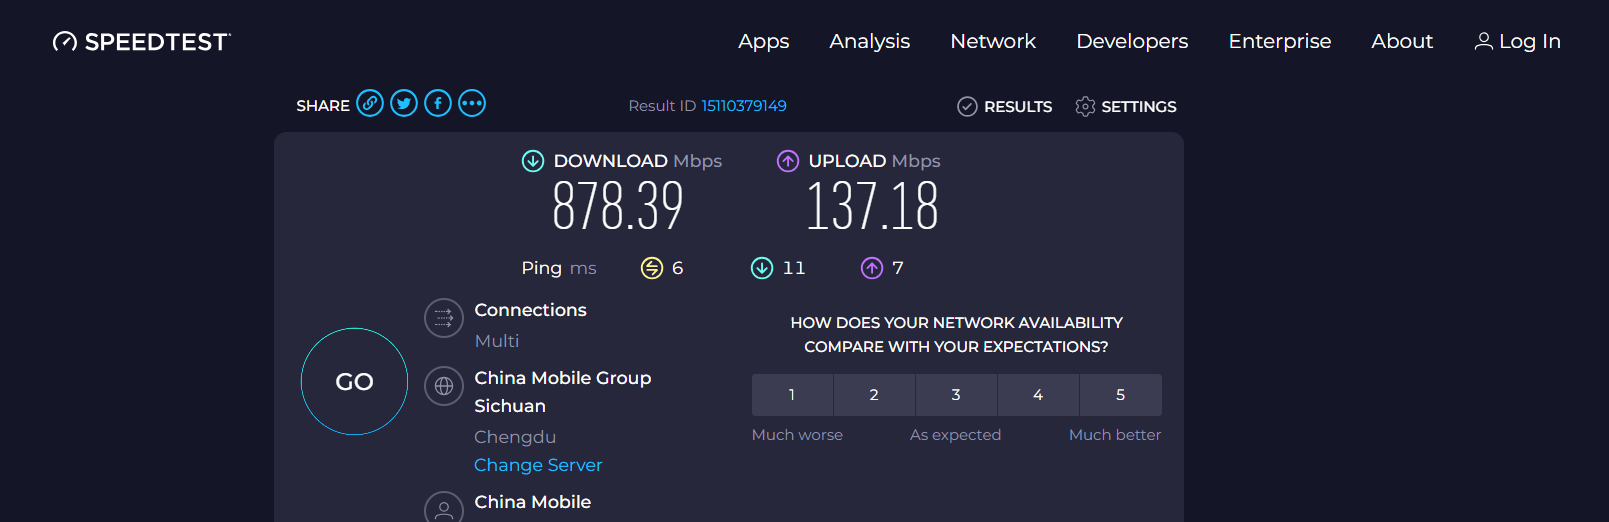 SPEEDTEST
Apps Analysis Network Developers Enterprise About Log In
SHARE Result ID 15110379149 RESULTS SETTINGS
DOWNLOAD Mbps UPLOAD Mbps
878.39 137.18
Ping ms 6 11 7
Connections
Multi
China Mobile Group
Sichuan
Chengdu
Change Server
China Mobile
GO
HOW DOES YOUR NETWORK AVAILABILITY
COMPARE WITH YOUR EXPECTATIONS?
1 2 3 4 5
Much worse As expected Much better